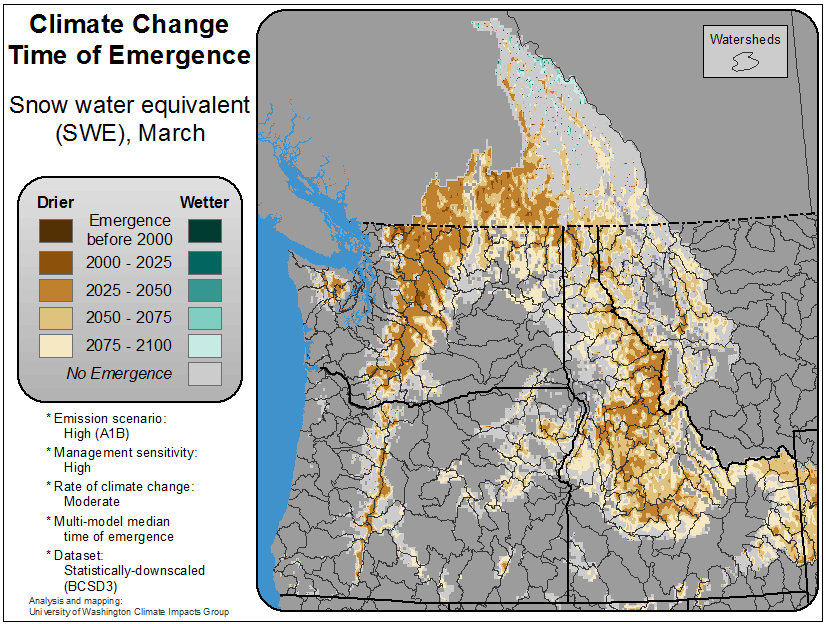 Climate Change
Time of Emergence
Snow water equivalent
(SWE), March
Drier
Wetter
Emergence
before 2000
2000 - 2025
2025 - 2050
2050 - 2075
2075 - 2100
No Emergence
* Emission scenario:
High (A1B)
* Management sensitivity:
High
* Rate of climate change:
Moderate
* Multi-model median
time of emergence
* Dataset:
Statistically-downscaled
(BCSD3)
Analysis and mapping:
University of Washington Climate Impacts Group
Watersheds